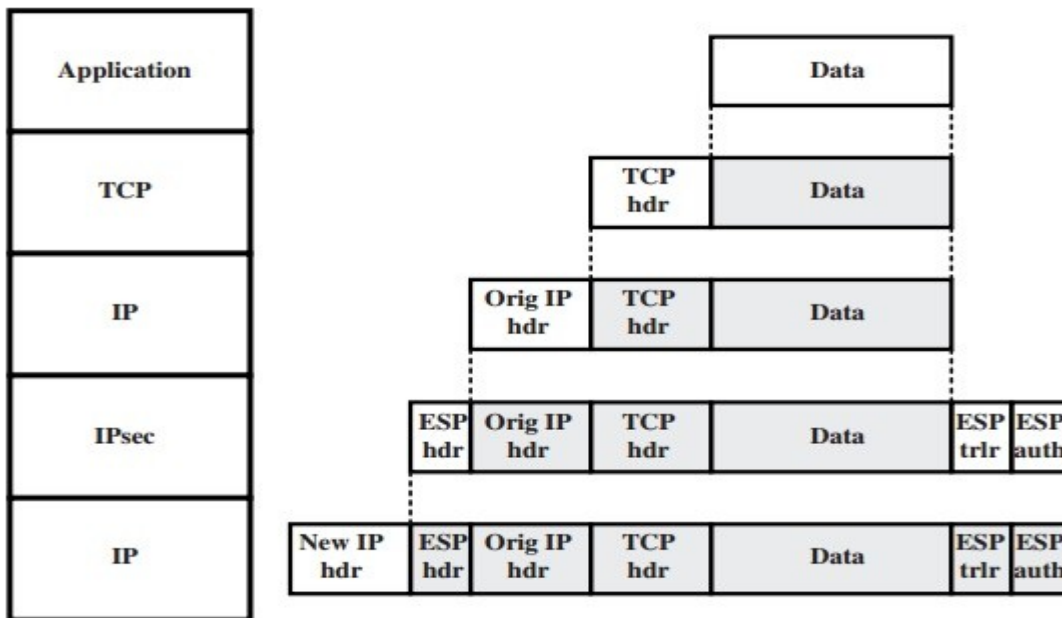 Application
Data
TCP
TCP
hdr
Data
IP
Orig IP
hdr
TCP
hdr
Data
IPsec
ESP
hdr
Orig IP
hdr
TCP
hdr
Data
ESP
trlr
ESP
auth
IP
New IP
hdr
ESP
hdr
Orig IP
hdr
TCP
hdr
Data
ESP
trlr
ESP
auth